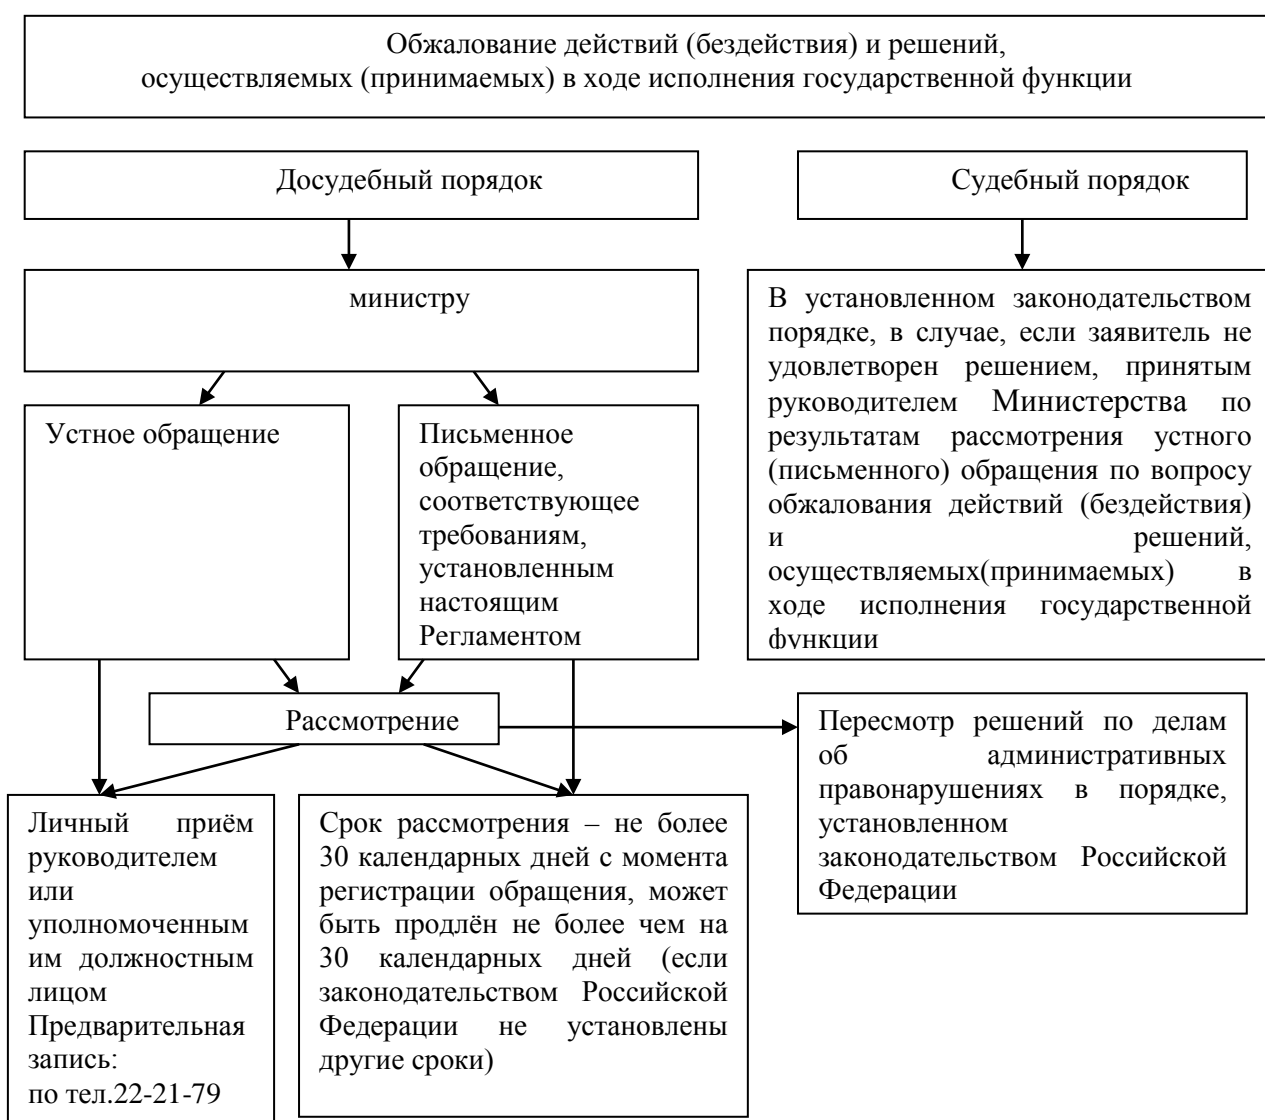 Обжалование действий (бездействия) и решений,
осуществляемых (принимаемых) в ходе исполнения государственной функции
Досудебный порядок
Судебный порядок
министру
В установленном законодательством
порядке, в случае, если заявитель не
удовлетворен решением, принятым
руководителем Министерства по
результатам рассмотрения устного
(письменного) обращения по вопросу
обжалования действий (бездействия)
и решений,
осуществляемых(принимаемых) в
ходе исполнения государственной
функции
Устное обращение
Письменное
обращение,
соответствующее
требованиям,
установленным
настоящим
Регламентом
Рассмотрение
Пересмотр решений по делам
об административных
правонарушениях в порядке,
установленном
законодательством Российской
Федерации
Личный приём
руководителем
или
уполномоченным
им должностным
лицом
Предварительная
запись:
по тел.22-21-79
Срок рассмотрения – не более
30 календарных дней с момента
регистрации обращения, может
быть продлён не более чем на
30 календарных дней (если
законодательством Российской
Федерации не установлены
другие сроки)